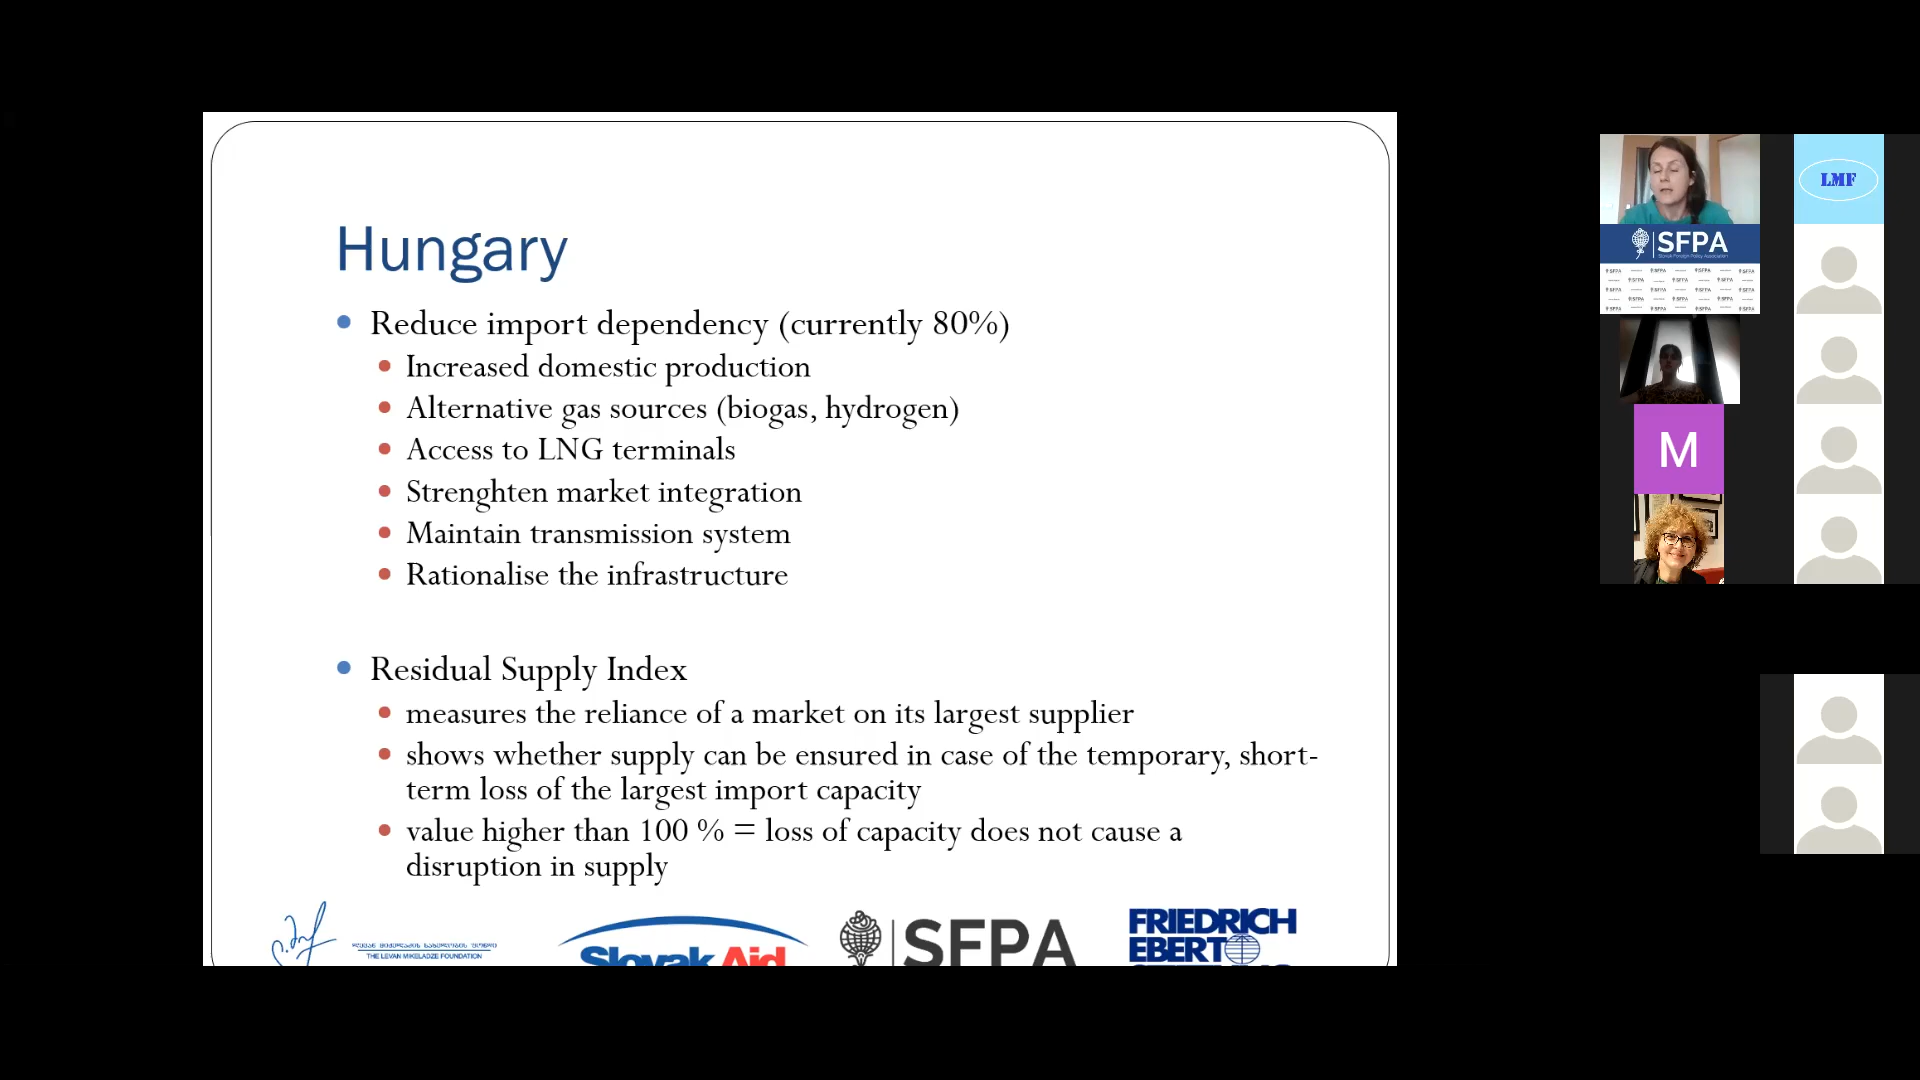 Hungary
Reduce import dependency (currently 80%)
Increased domestic production
Alternative gas sources (biogas, hydrogen)
Access to LNG terminals
Strenghten market integration
Maintain transmission system
Rationalise the infrastructure
Residual Supply Index
measures the reliance of a market on its largest supplier
shows whether supply can be ensured in case of the temporary, short-
term loss of the largest import capacity
value higher than 100 % = loss of capacity does not cause a
disruption in supply
THE LEVAN MIKELADZE FOUNDATION
Slovak Aid
SFPA
FRIEDRICH
EBERT
SFPA
LMF
M